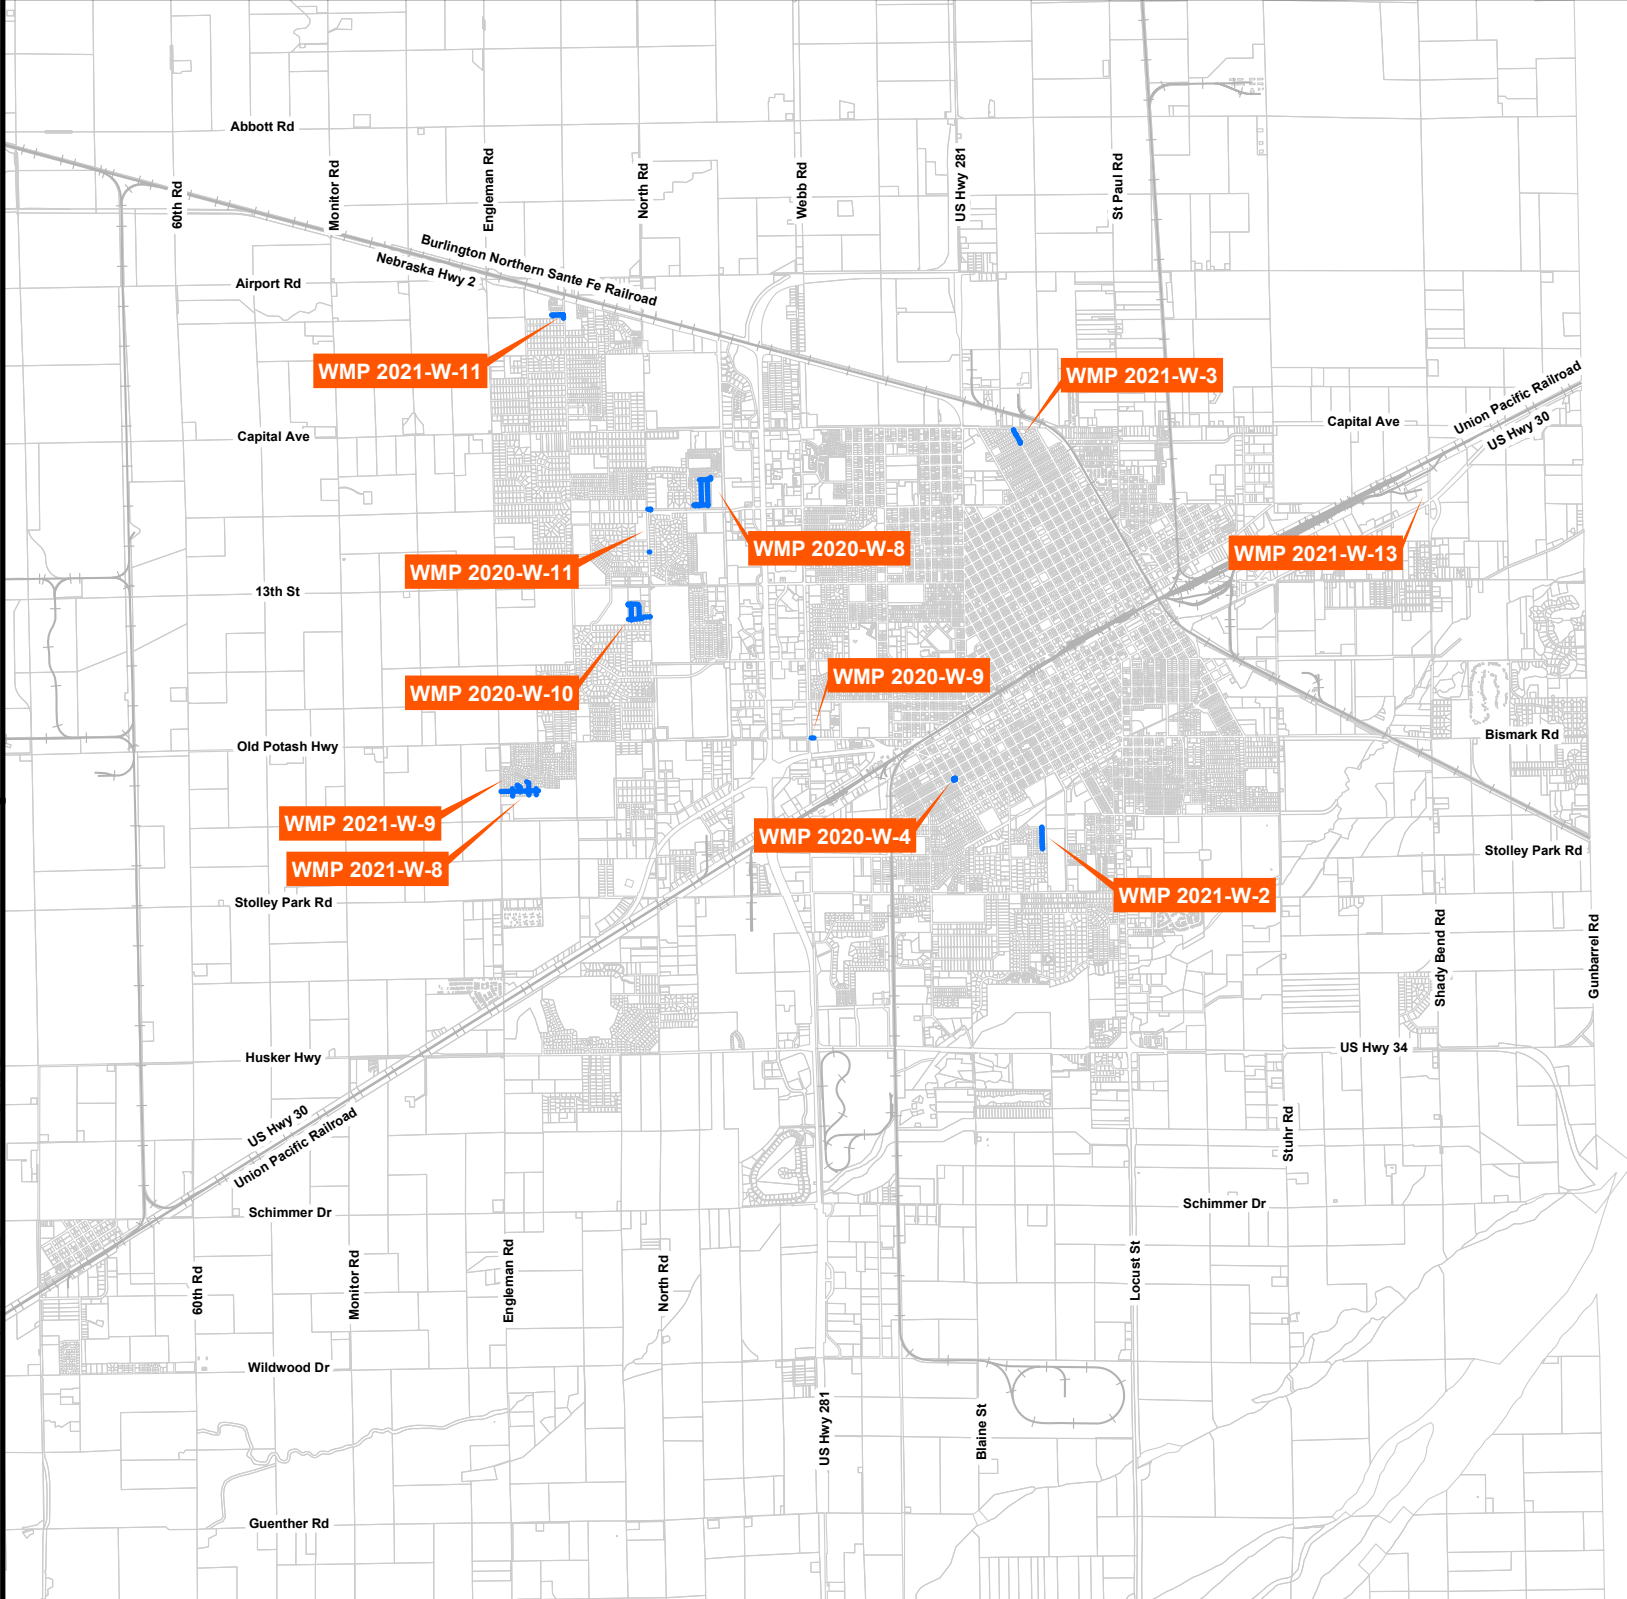 Abbott Rd
60th Rd
Monitor Rd
Engleman Rd
North Rd
Webb Rd
US Hwy 281
St Paul Rd
Burlington Northern Sante Fe Railroad
Nebraska Hwy 2
Airport Rd
WMP 2021-W-11
WMP 2021-W-3
Union Pacific Railroad
US Hwy 30
Capital Ave
Capital Ave
WMP 2020-W-8
WMP 2021-W-13
WMP 2020-W-11
13th St
WMP 2020-W-9
WMP 2020-W-10
Bismark Rd
Old Potash Hwy
WMP 2021-W-9
WMP 2020-W-4
Stolley Park Rd
WMP 2021-W-8
WMP 2021-W-2
Stolley Park Rd
Shady Bend Rd
Gunbarrel Rd
US Hwy 34
Husker Hwy
US Hwy 30
Union Pacific Railroad
Stuhr Rd
Schimmer Dr
Schimmer Dr
60th Rd
Monitor Rd
Engleman Rd
North Rd
Locust St
Wildwood Dr
US Hwy 281
Blaine St
Guenther Rd